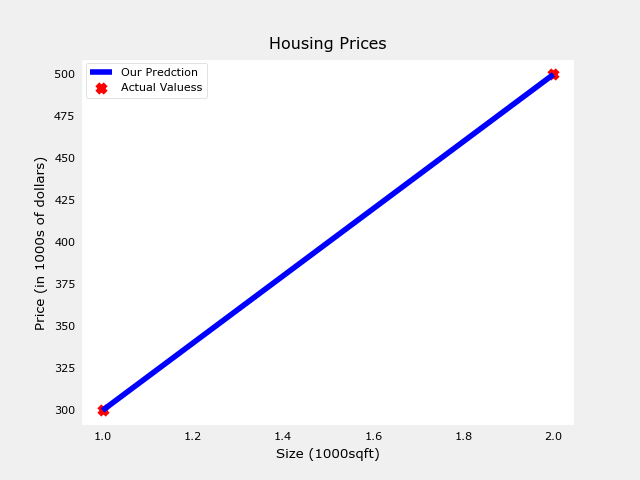 Housing Prices
Our Predction
Actual Valuess
500
475
450
425
400
375
350
325
300
Price (in 1000s of dollars)
1.0 1.2 1.4 1.6 1.8 2.0
Size (1000sqft)